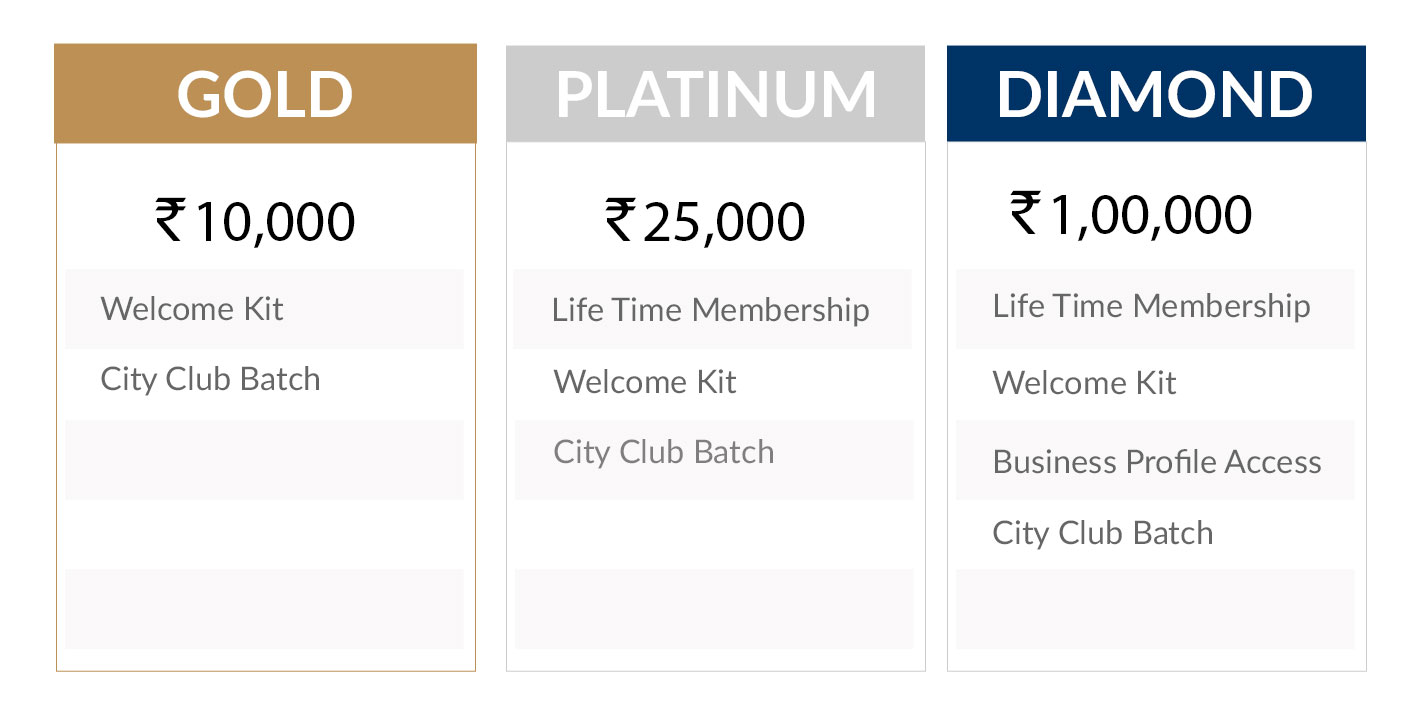 GOLD
₹10,000
Welcome Kit
City Club Batch
PLATINUM
₹25,000
Life Time Membership
Welcome Kit
City Club Batch
DIAMOND
₹1,00,000
Life Time Membership
Welcome Kit
Business Profile Access
City Club Batch